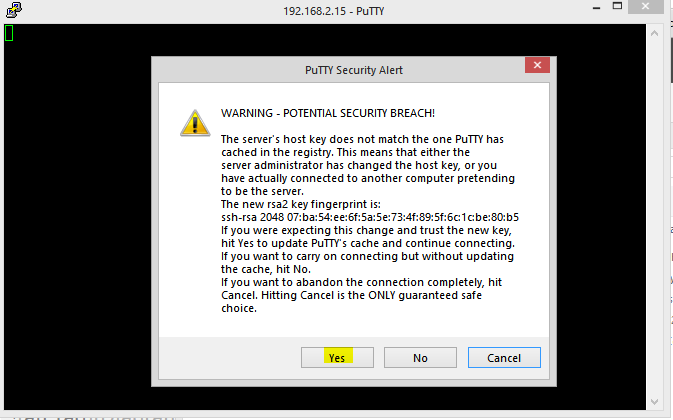 192.168.2.15 - PuTTY
PuTTY Security Alert
WARNING - POTENTIAL SECURITY BREACH!
The server's host key does not match the one PuTTY has
cached in the registry. This means that either the
server administrator has changed the host key, or you
have actually connected to another computer pretending
to be the server.
The new rsa2 key fingerprint is:
ssh-rsa 2048 07:ba:54:ee:6f:5a:5e:73:4f:89:5f:6c:1c:be:80:b5
If you were expecting this change and trust the new key,
hit Yes to update PuTTY's cache and continue connecting.
If you want to carry on connecting but without updating
the cache, hit No.
If you want to abandon the connection completely, hit
Cancel. Hitting Cancel is the ONLY guaranteed safe
choice.
Yes
No
Cancel